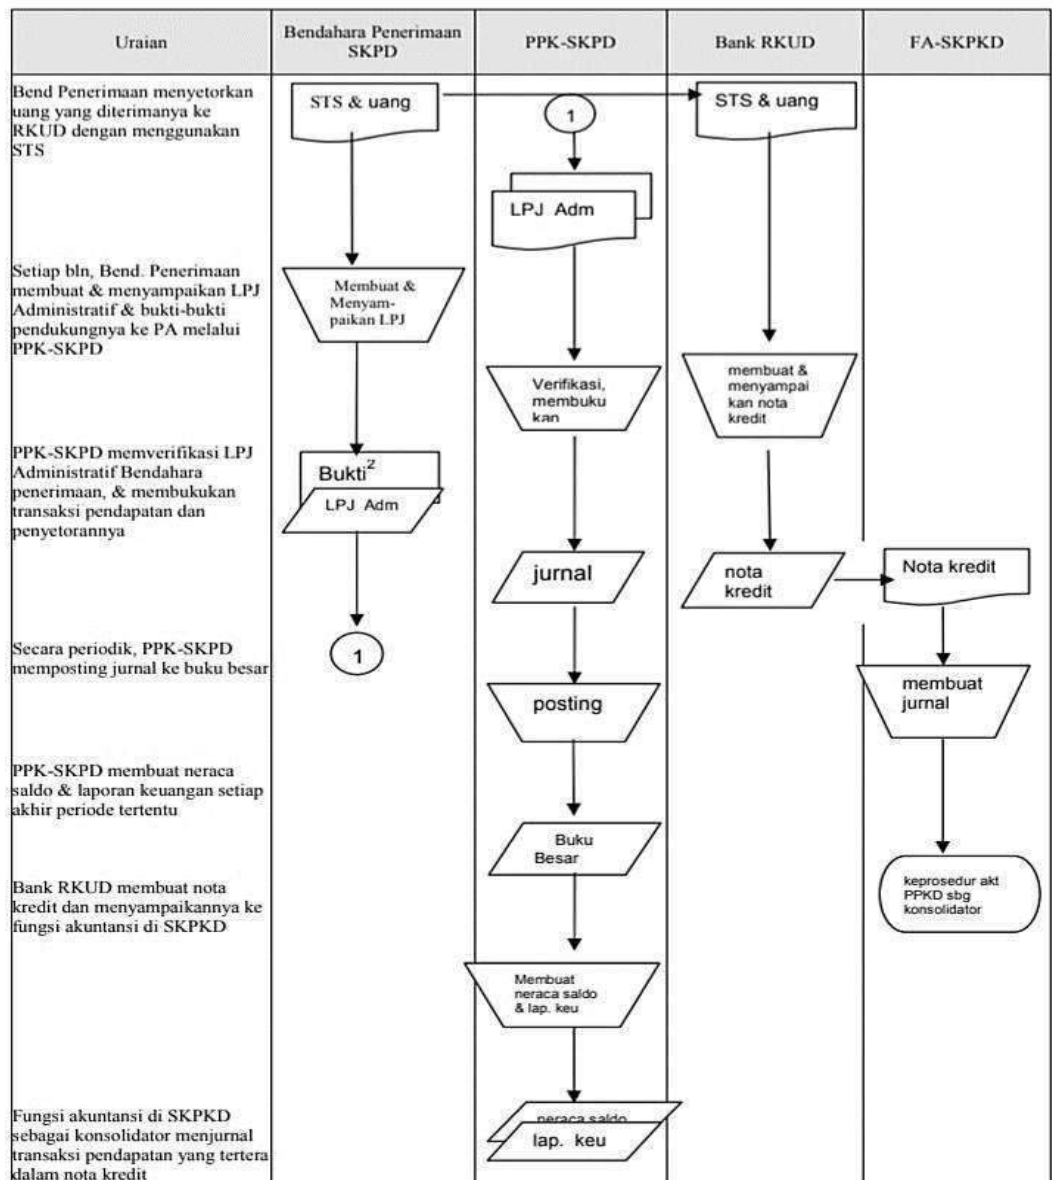 Uraian
Bendahara Penerimaan
SKPD
PPK-SKPD
Bank RKUD
FA-SKPKD
Bend Penerimaan menyetorkan
uang yang diterimanya ke
RKUD dengan menggunakan
STS
Setiap bln, Bend. Penerimaan
membuat & menyampaikan LPJ
Administratif & bukti-bukti
pendukungnya ke PA melalui
PPK-SKPD
PPK-SKPD memverifikasi LPJ
Administratif Bendahara
penerimaan, & membukukan
transaksi pendapatan dan
penyetorannya
Secara periodik, PPK-SKPD
memposting jurnal ke buku besar
PPK-SKPD membuat neraca
saldo & laporan keuangan setiap
akhir periode tertentu
Bank RKUD membuat nota
kredit dan menyampaikannya ke
fungsi akuntansi di SKPKD
Fungsi akuntansi di SKPKD
sebagai konsolidator menjurnal
transaksi pendapatan yang tertera
dalam nota kredit
STS & uang
Membuat &
Menyam-
paikan LPJ
Bukti²
LPJ Adm
1
1
LPJ Adm
Verifikasi,
membuku
kan
jurnal
posting
Buku
Besar
Membuat
neraca saldo
& lap. keu
neraca saldo
lap. keu
STS & uang
membuat &
menyampai
kan nota
kredit
nota
kredit
Nota kredit
membuat
jurnal
keprosedur akt
PPKD sbg
konsolidator